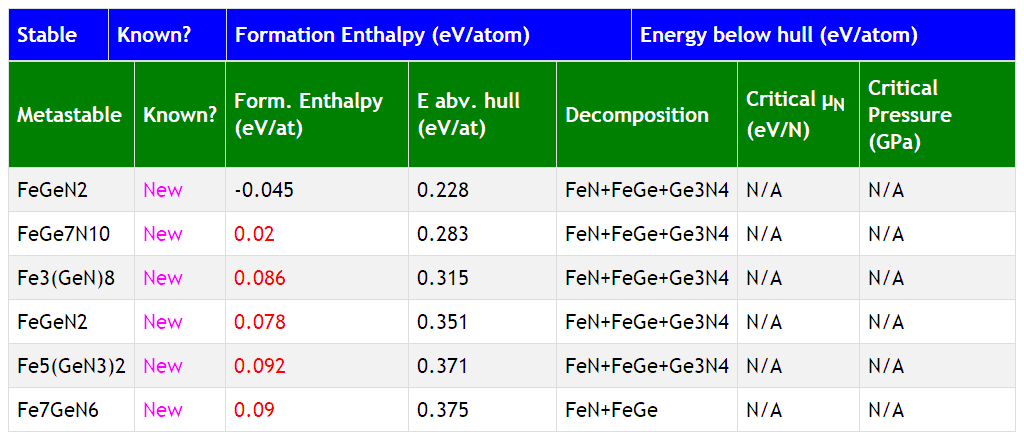 Stable Known? Formation Enthalpy (eV/atom) Energy below hull (eV/atom)
Metastable Known? Form. Enthalpy (eV/at) E abv. hull (eV/at) Decomposition Critical μN (eV/N) Critical Pressure (GPa)
FeGeN2 New -0.045 0.228 FeN+FeGe+Ge3N4 N/A N/A
FeGe7N10 New 0.02 0.283 FeN+FeGe+Ge3N4 N/A N/A
Fe3(GeN)8 New 0.086 0.315 FeN+FeGe+Ge3N4 N/A N/A
FeGeN2 New 0.078 0.351 FeN+FeGe+Ge3N4 N/A N/A
Fe5(GeN3)2 New 0.092 0.371 FeN+FeGe+Ge3N4 N/A N/A
Fe7GeN6 New 0.09 0.375 FeN+FeGe N/A N/A